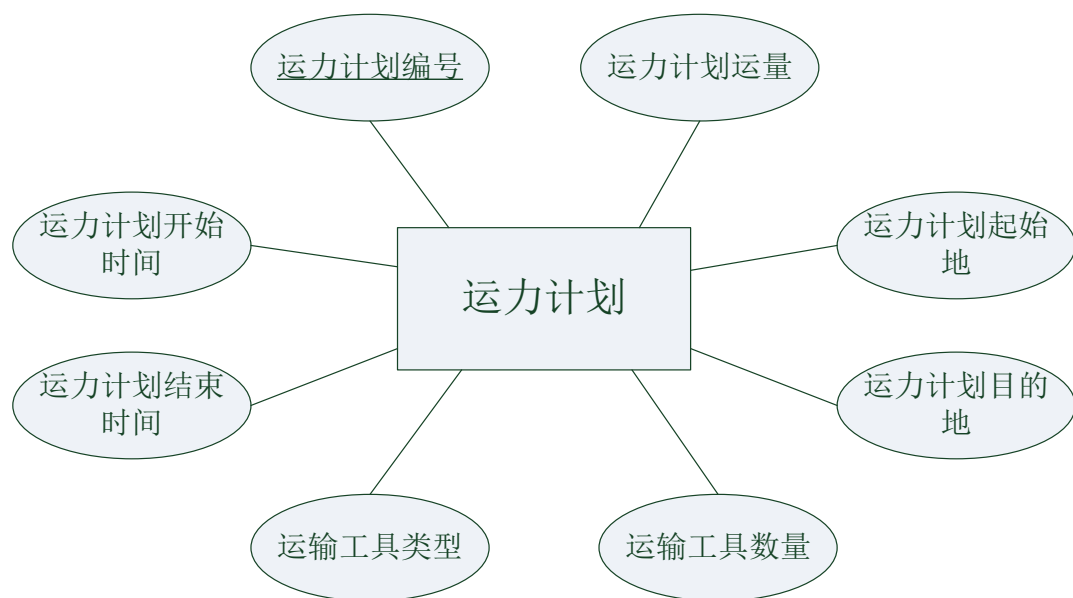 运力计划编号
运力计划运量
运力计划开始
时间
运力计划起始
地
运力计划
运力计划结束
时间
运力计划目的
地
运输工具类型
运输工具数量